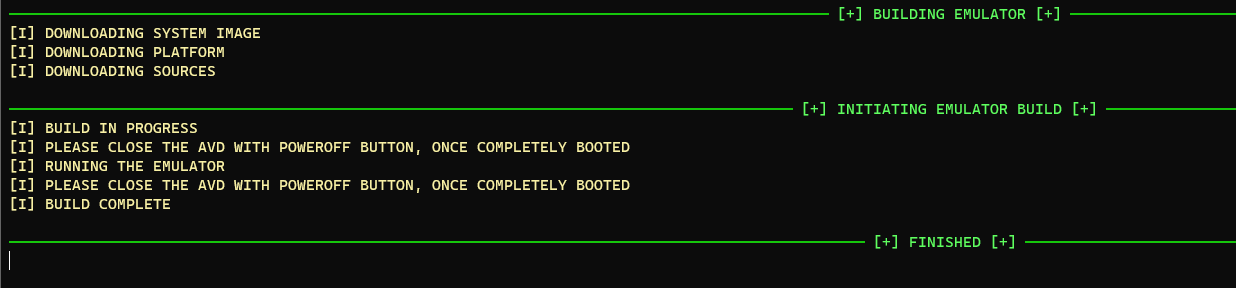 [+] BUILDING EMULATOR [+]
[I] DOWNLOADING SYSTEM IMAGE
[I] DOWNLOADING PLATFORM
[I] DOWNLOADING SOURCES
[+] INITIATING EMULATOR BUILD [+]
[I] BUILD IN PROGRESS
[I] PLEASE CLOSE THE AVD WITH POWEROFF BUTTON, ONCE COMPLETELY BOOTED
[I] RUNNING THE EMULATOR
[I] PLEASE CLOSE THE AVD WITH POWEROFF BUTTON, ONCE COMPLETELY BOOTED
[I] BUILD COMPLETE
[+] FINISHED [+]